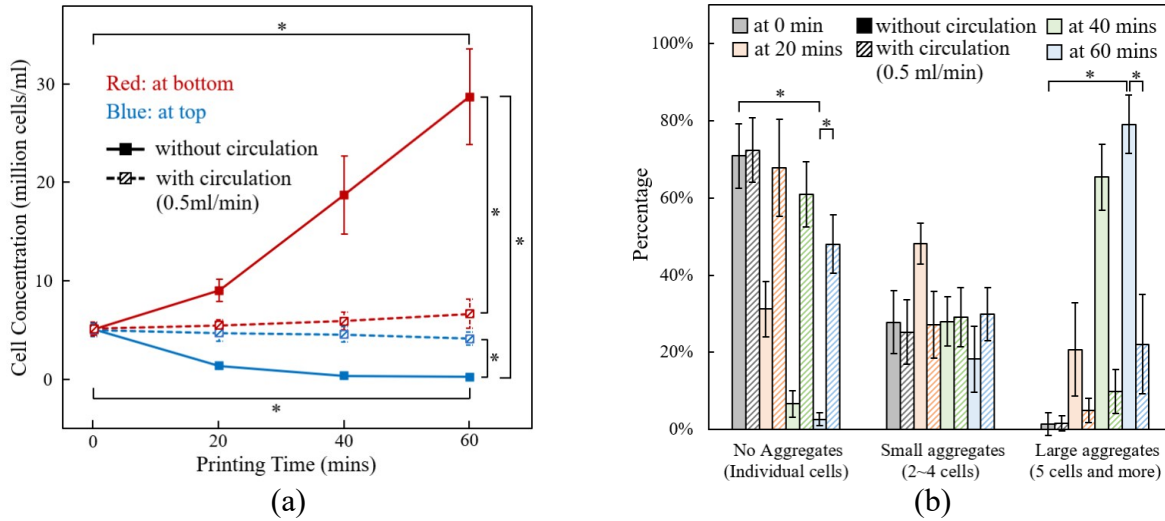 *
Red: at bottom
Blue: at top
without circulation
with circulation
(0.5ml/min)
*
*
*
*
Cell Concentration (million cells/ml)
30
20
10
0
0
20
40
60
Printing Time (mins)
(a)
at 0 min
without circulation
at 40 mins
at 20 mins
with circulation
(0.5 ml/min)
at 60 mins
*
*
*
*
Percentage
100%
80%
60%
40%
20%
0%
No Aggregates
(Individual cells)
Small aggregates
(2~4 cells)
Large aggregates
(5 cells and more)
(b)